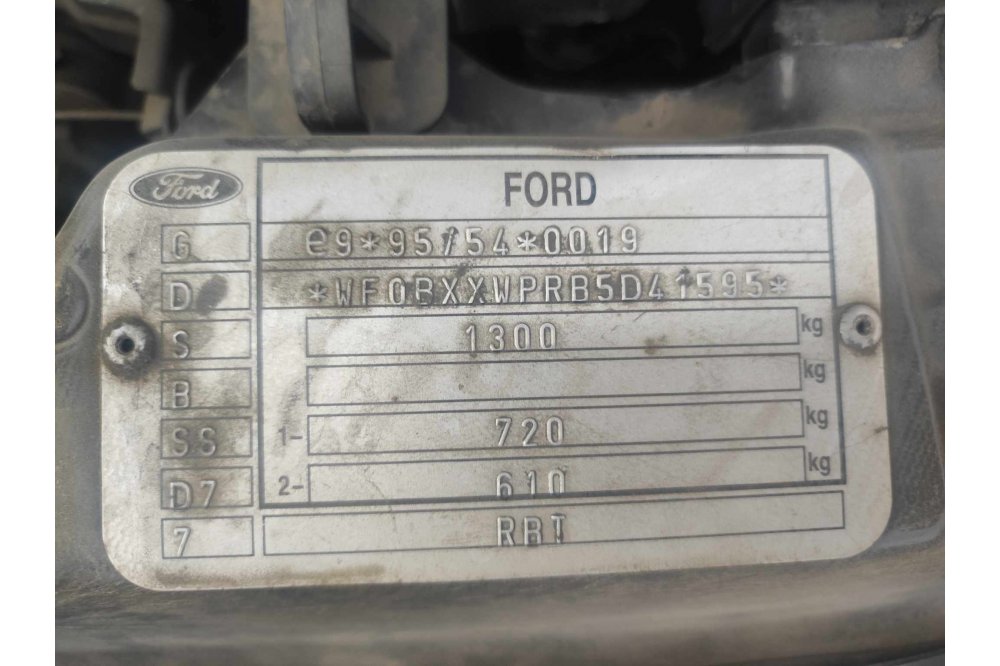 Ford
FORD
G e9*95/54*0019
D *WF0BXXWPRB5D41595*
S 1300 kg
B kg
SS 1- 720 kg
D7 2- 610 kg
7 RBT